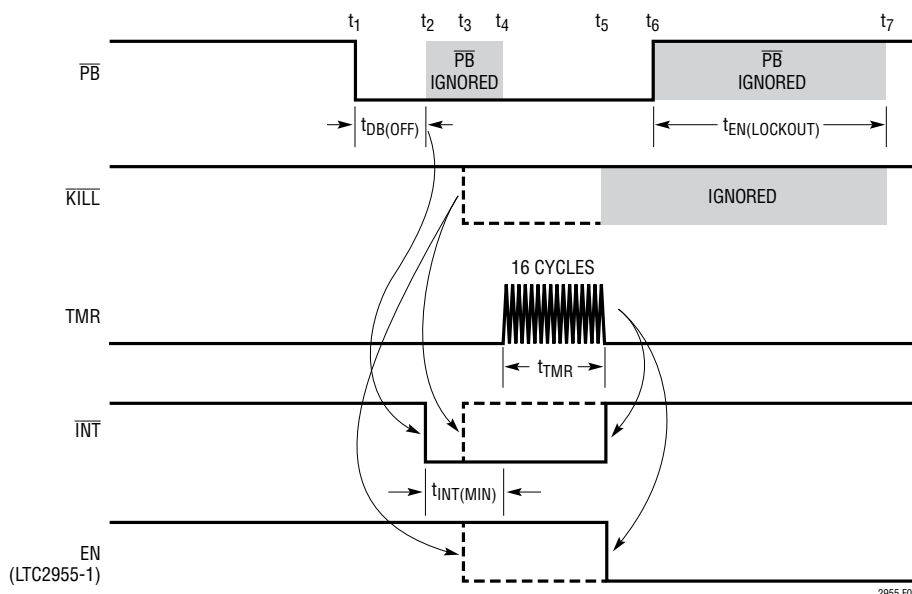 t1 t2 t3 t4 t5 t6 t7
PB
PB
IGNORED
PB
IGNORED
tDB(OFF)
tEN(LOCKOUT)
KILL
IGNORED
16 CYCLES
TMR
tTMR
INT
tINT(MIN)
EN
(LTC2955-1)